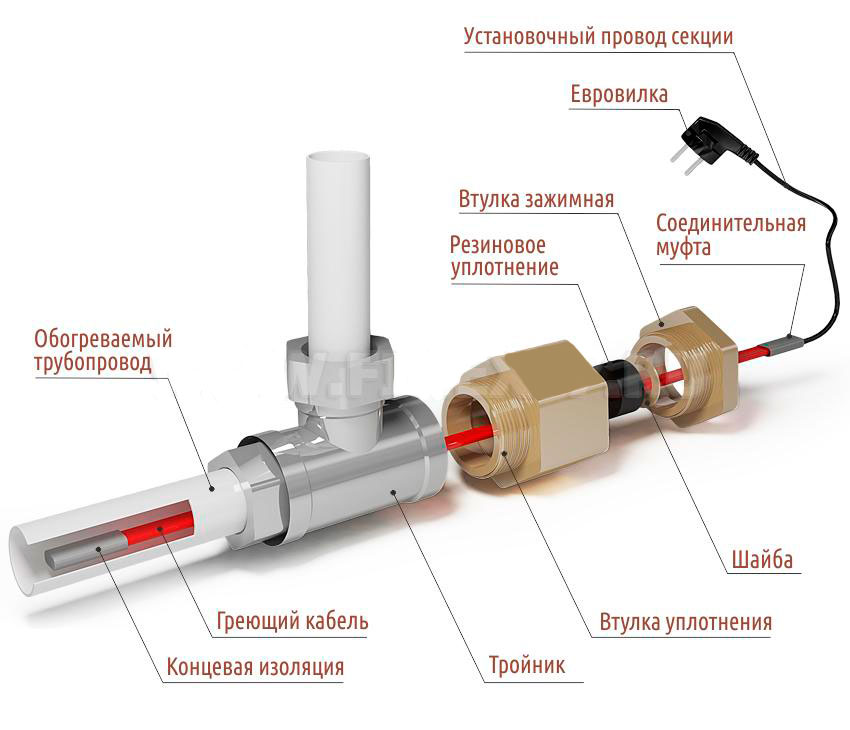 Установочный провод секции
Евровилка
Втулка зажимная
Соединительная
муфта
Резиновое
уплотнение
Обогреваемый
трубопровод
Шайба
Греющий кабель
Втулка уплотнения
Концевая изоляция
Тройник